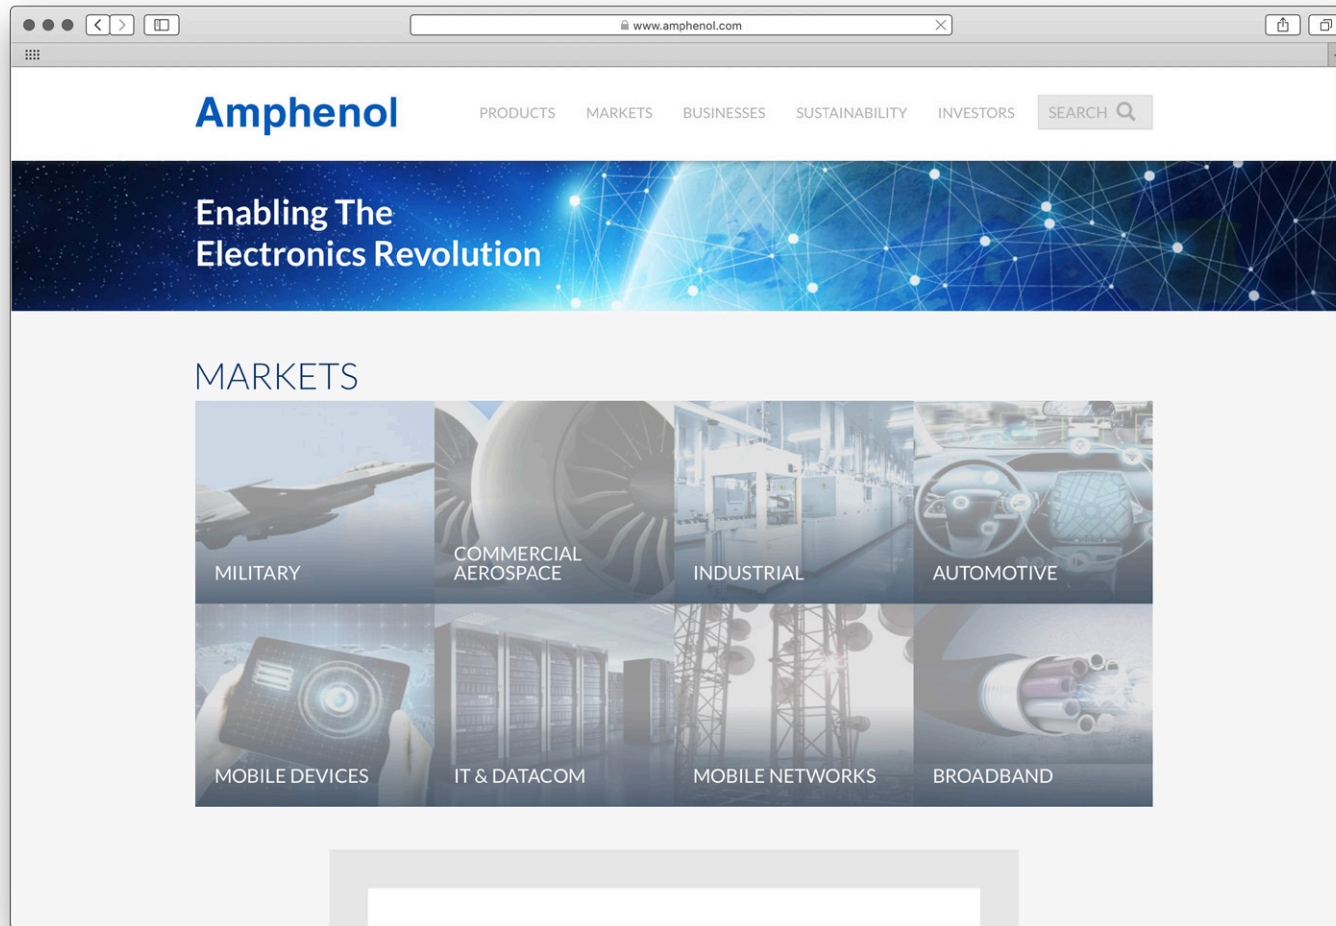 www.amphenol.com
Amphenol
PRODUCTS MARKETS BUSINESSES SUSTAINABILITY INVESTORS SEARCH
Enabling The
Electronics Revolution
MARKETS
MILITARY
COMMERCIAL
AEROSPACE
INDUSTRIAL
AUTOMOTIVE
MOBILE DEVICES
IT & DATACOM
MOBILE NETWORKS
BROADBAND